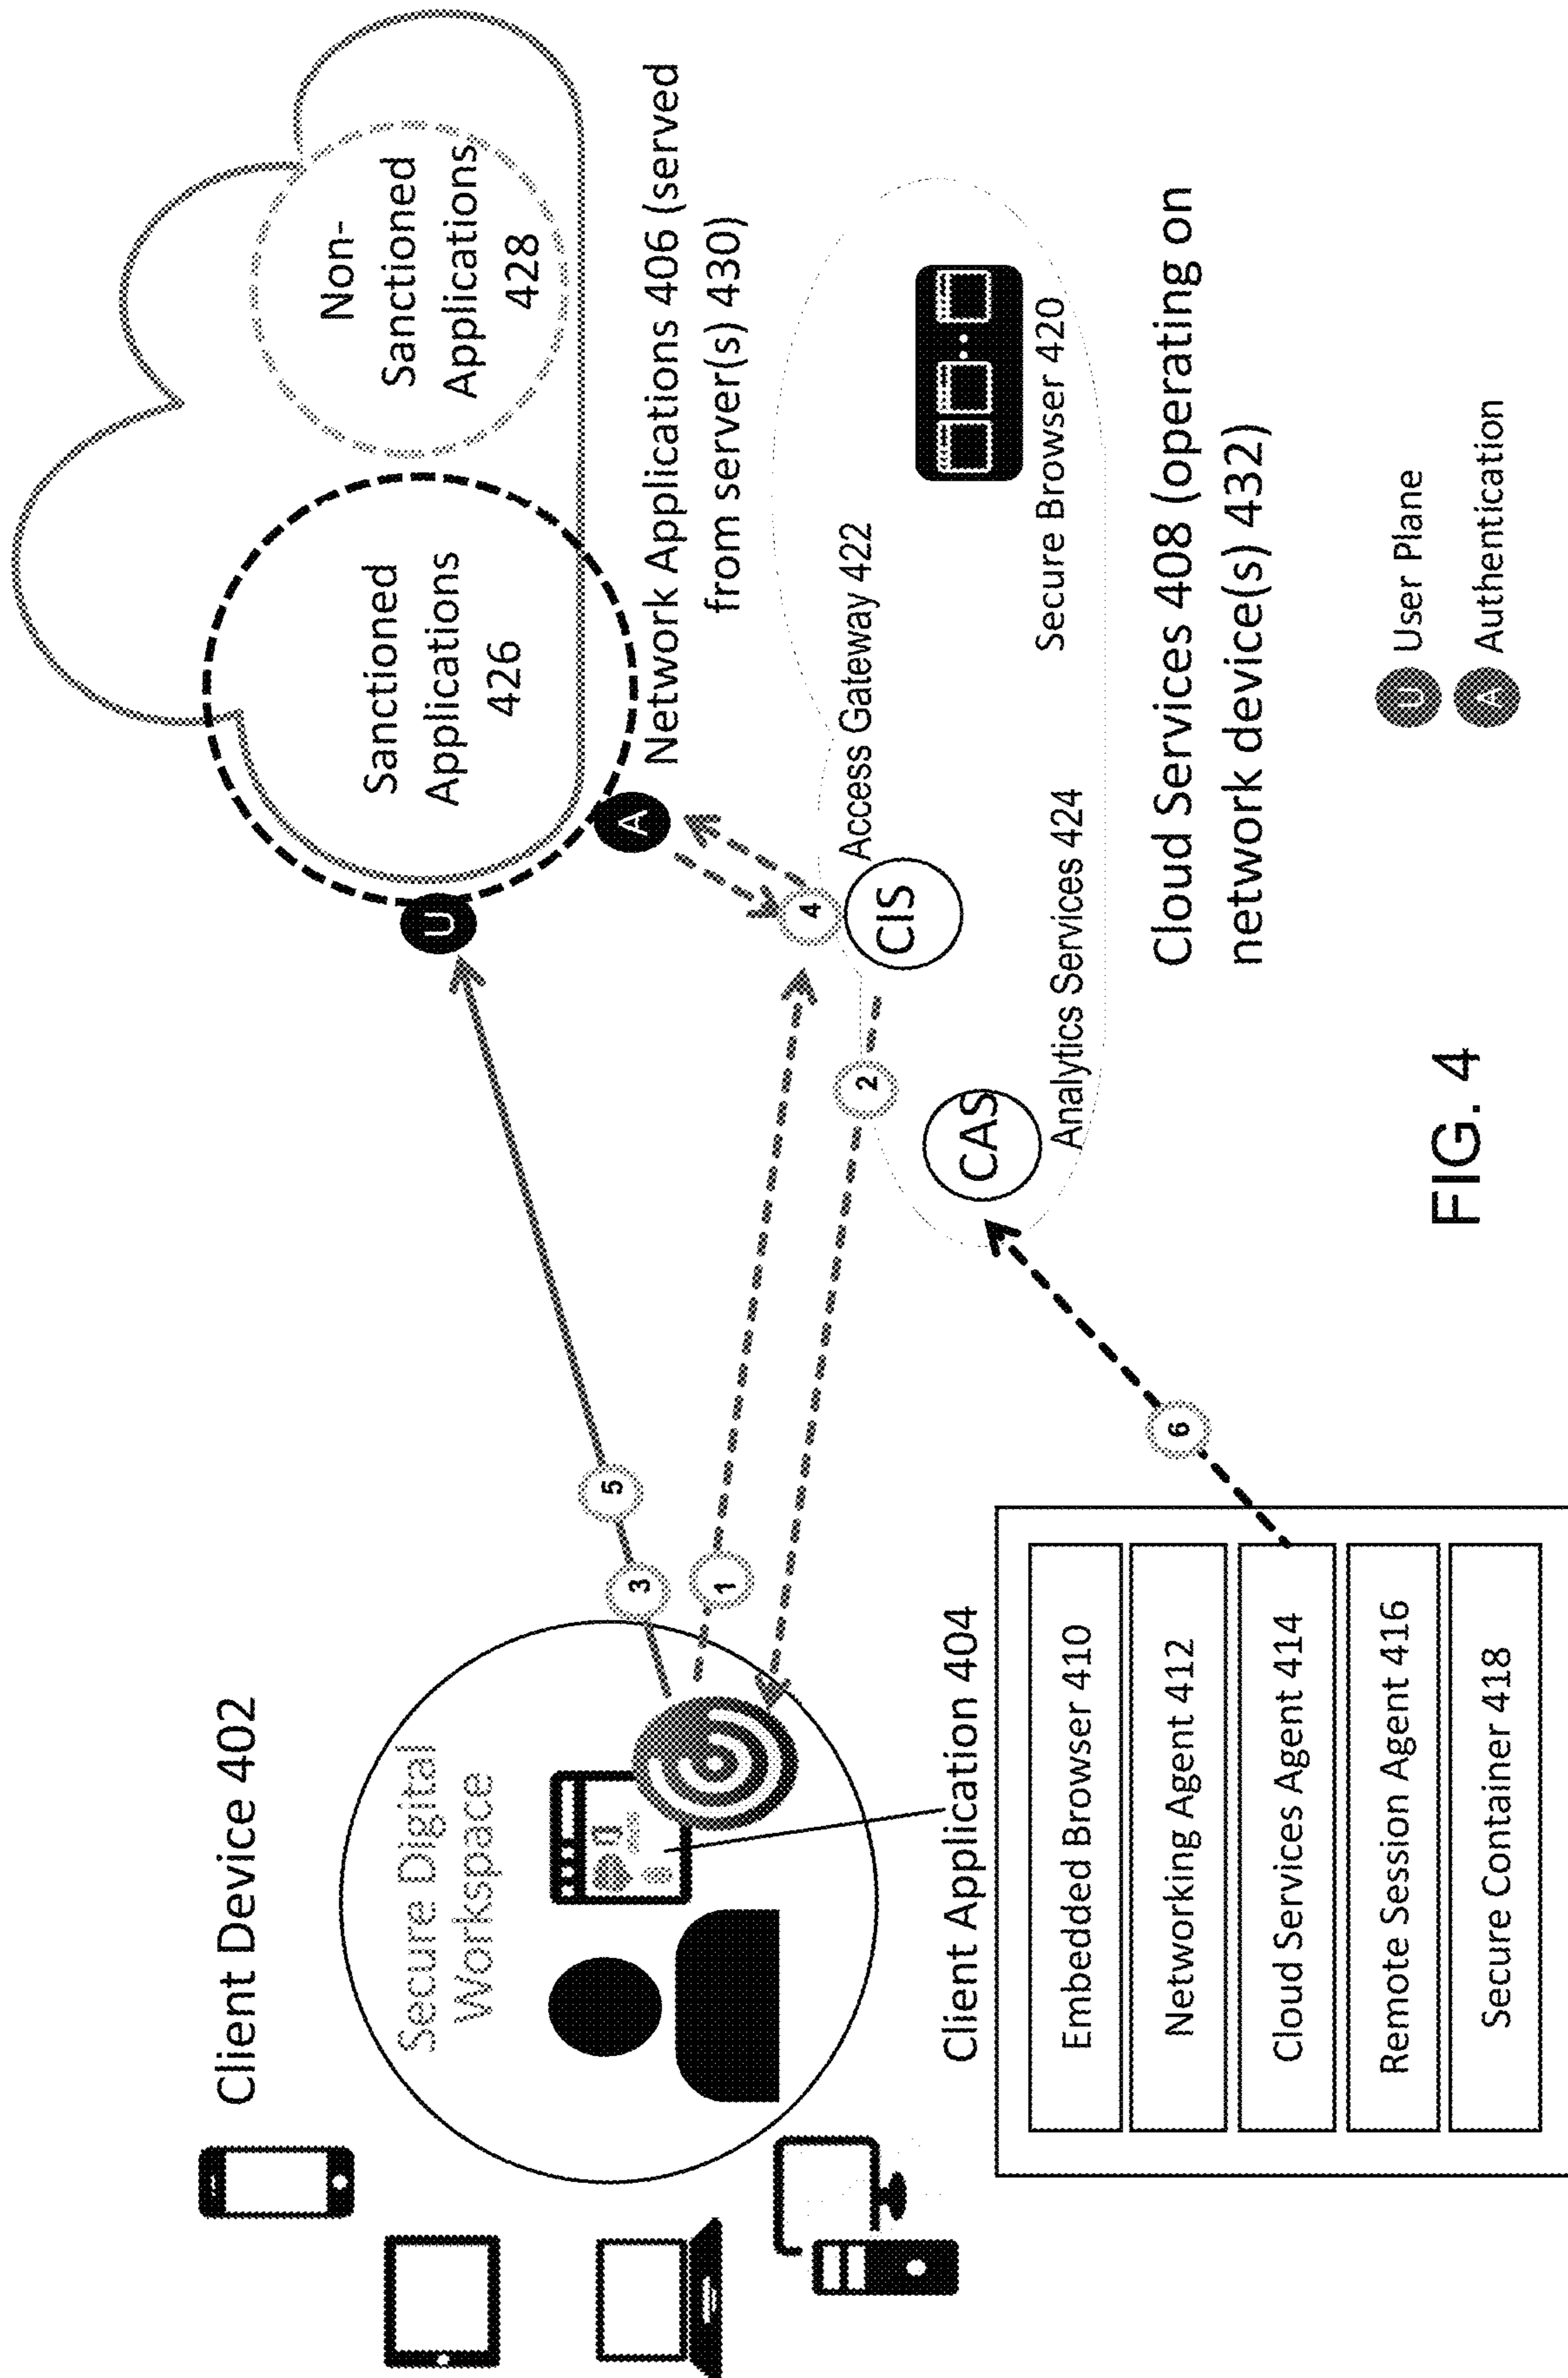 Client Device 402
Secure Digital
Workspace
Client Application 404
Embedded Browser 410
Networking Agent 412
Cloud Services Agent 414
Remote Session Agent 416
Secure Container 418
3
5
1
2
4
6
U
A
Sanctioned
Applications
426
Non-
Sanctioned
Applications
428
Network Applications 406 (served
from server(s) 430)
Access Gateway 422
CIS
CAS
Analytics Services 424
Secure Browser 420
Cloud Services 408 (operating on
network device(s) 432)
U User Plane
A Authentication
FIG. 4